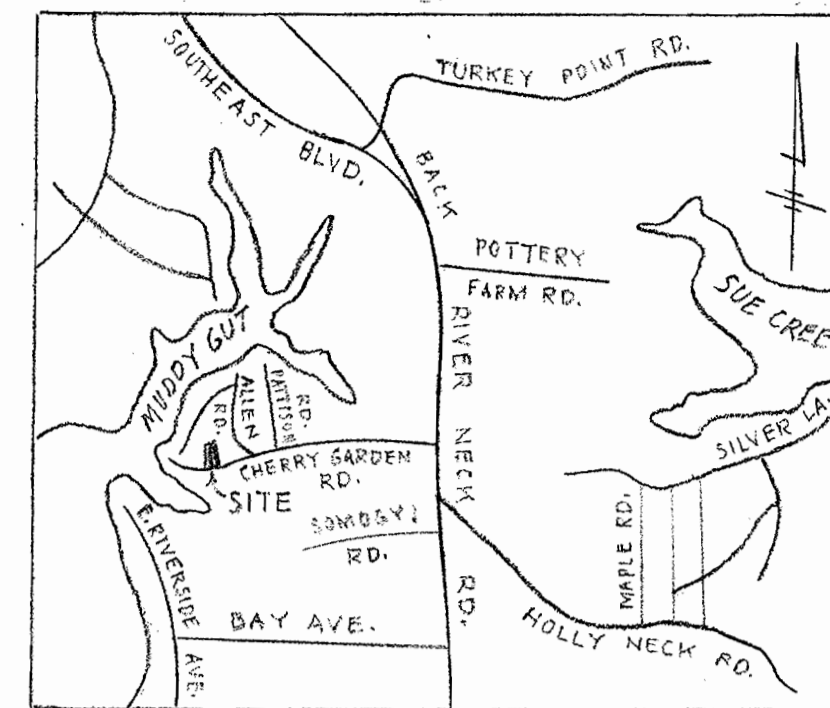 SOUTHEAST BLVD.
TURKEY POINT RD.
BACK RIVER NECK RD.
POTTERY
FARM RD.
SUE CREE
MUDDY GUT
RD.
ALLEN
PATTISON
RD.
CHERRY GARDEN
RD.
SITE
SILVER LA.
SOMOGYI
RD.
MAPLE RD.
E. RIVERSIDE AVE.
BAY AVE.
HOLLY NECK RD.